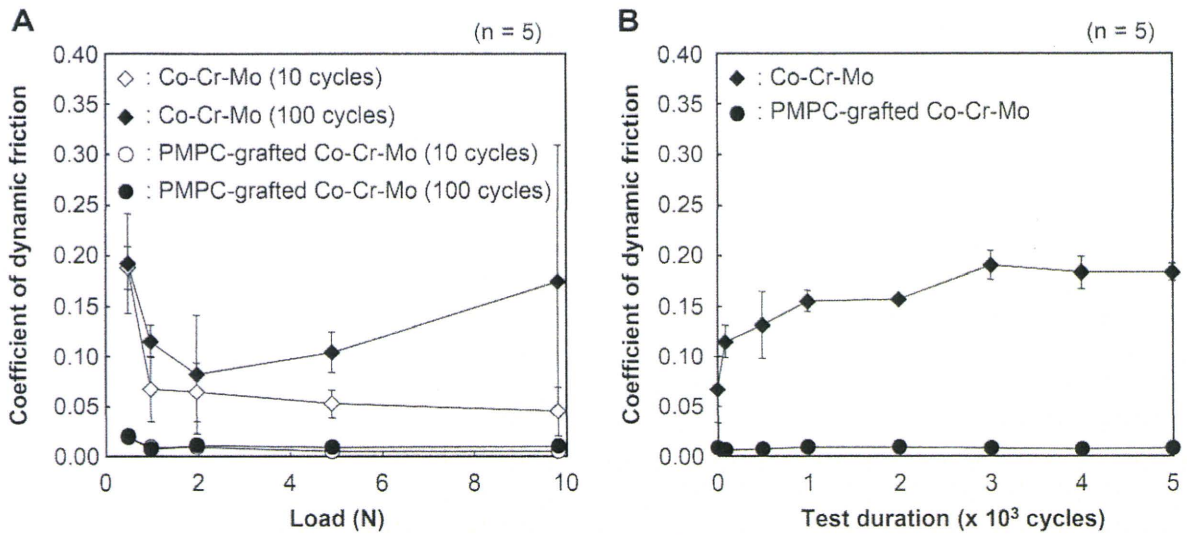 A
(n = 5)
Coefficient of dynamic friction
0.40
0.35
0.30
0.25
0.20
0.15
0.10
0.05
0.00
: Co-Cr-Mo (10 cycles)
: Co-Cr-Mo (100 cycles)
: PMPC-grafted Co-Cr-Mo (10 cycles)
: PMPC-grafted Co-Cr-Mo (100 cycles)
0 2 4 6 8 10
Load (N)
B
(n = 5)
Coefficient of dynamic friction
0.40
0.35
0.30
0.25
0.20
0.15
0.10
0.05
0.00
: Co-Cr-Mo
: PMPC-grafted Co-Cr-Mo
0 1 2 3 4 5
Test duration (x 10³ cycles)